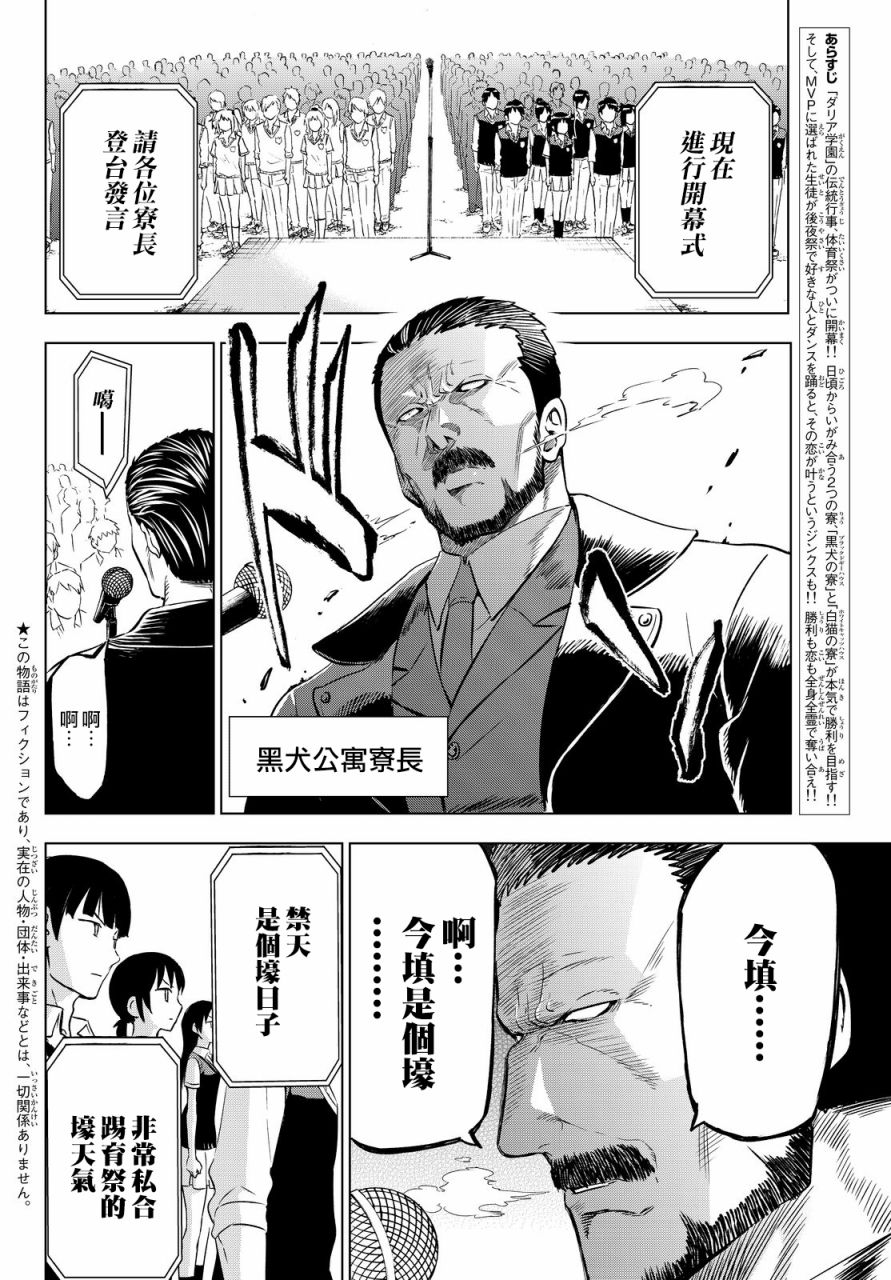 あらすじ 「ダリア学園」の伝統行事、体育祭がついに開幕!! 日頃からいがみ合う2つの寮、「黒犬の寮」と「白猫の寮」が本気で勝利を目指す!!
そして、MVPに選ばれた生徒が後夜祭で好きな人とダンスを踊ると、その恋が叶うというジンクスも!! 勝利も恋も全身全霊で奪い合え!!
現在
進行開幕式
請各位寮長
登台發言
ドン
黑犬公寓寮長
噶——
啊…
啊…
今填……
啊…
今填是個壕
………
禁天
是個壕日子
非常私合
踢育祭的
壕天氣
★この物語はフィクションであり、実在の人物・団体・出来事などとは、一切関係ありません。